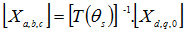 ⌊X_{a,b,c}⌋=[T(θ_s)]^{-1}.⌊X_{d,q,0}⌋